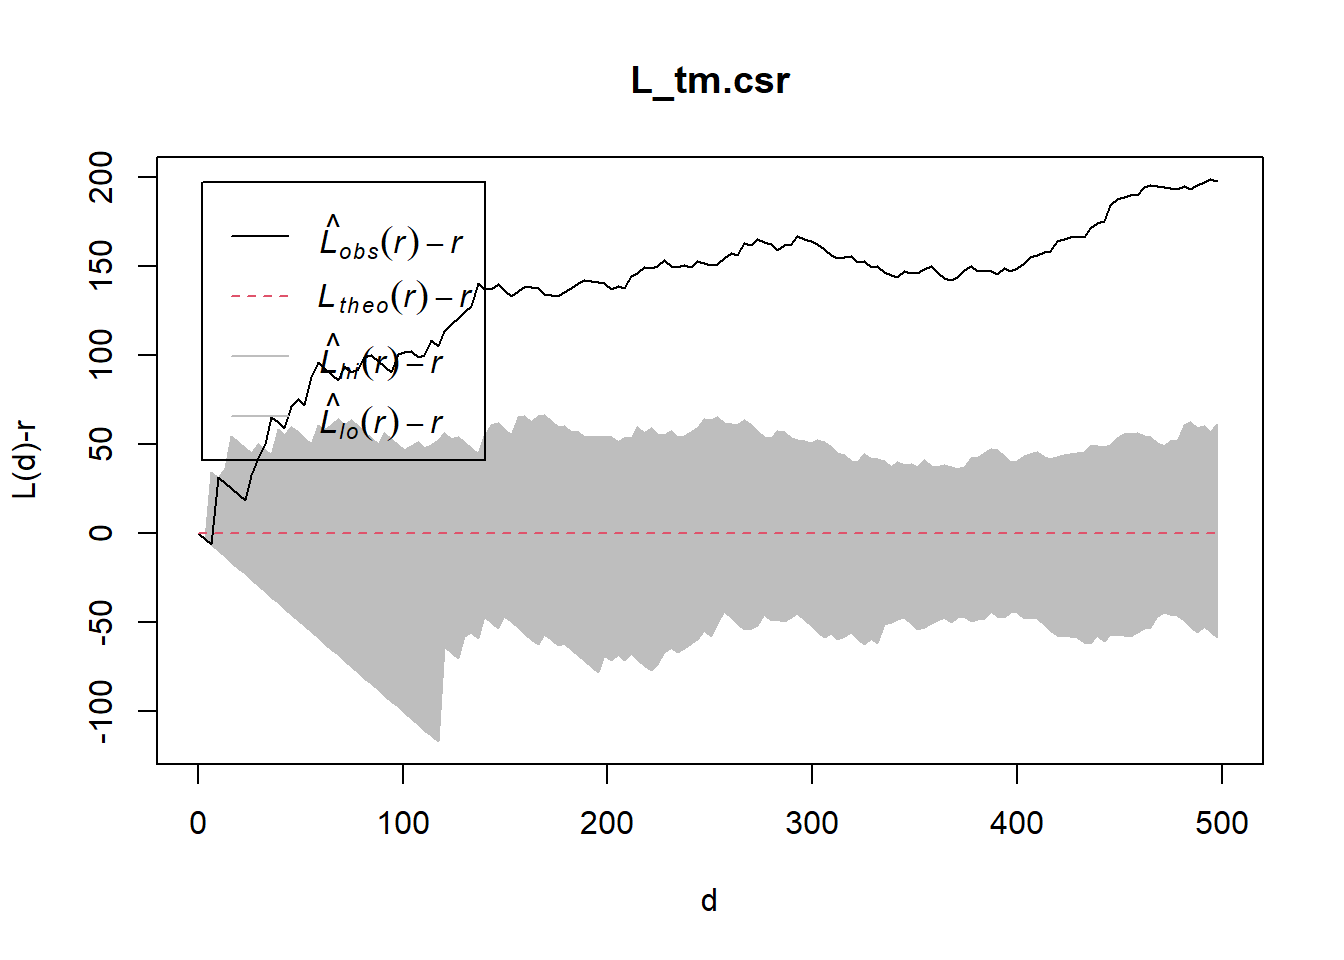 L_tm.csr
L̂obs(r) − r
Ltheo(r) − r
L̂hi(r) − r
L̂lo(r) − r
200
150
100
50
0
-50
-100
L(d)-r
0 100 200 300 400 500
d